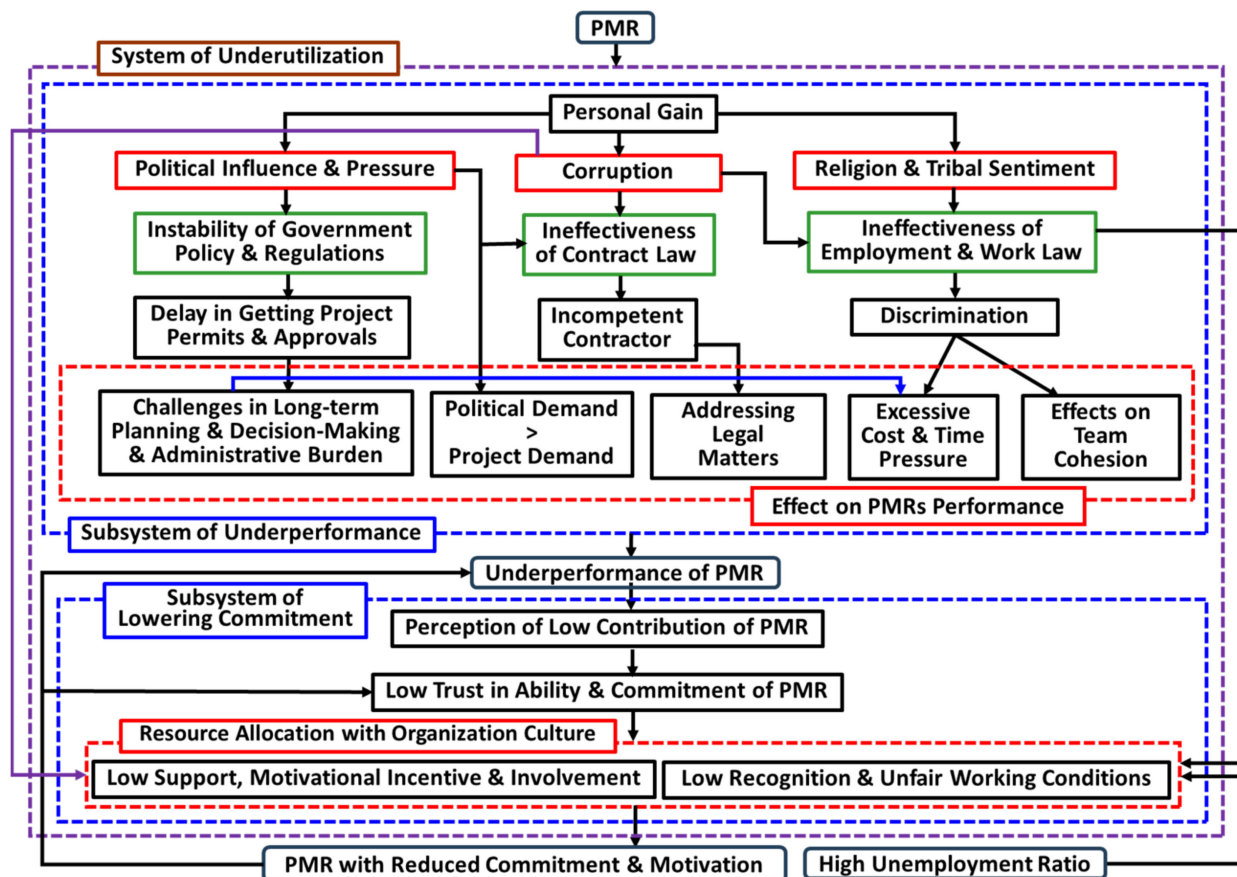 PMR
System of Underutilization
Personal Gain
Political Influence & Pressure
Corruption
Religion & Tribal Sentiment
Instability of Government
Policy & Regulations
Ineffectiveness
of Contract Law
Ineffectiveness of
Employment & Work Law
Delay in Getting Project
Permits & Approvals
Incompetent
Contractor
Discrimination
Challenges in Long-term
Planning & Decision-Making
& Administrative Burden
Political Demand
>
Project Demand
Addressing
Legal
Matters
Excessive
Cost & Time
Pressure
Effects on
Team
Cohesion
Effect on PMRs Performance
Subsystem of Underperformance
Underperformance of PMR
Subsystem of
Lowering Commitment
Perception of Low Contribution of PMR
Low Trust in Ability & Commitment of PMR
Resource Allocation with Organization Culture
Low Support, Motivational Incentive & Involvement
Low Recognition & Unfair Working Conditions
PMR with Reduced Commitment & Motivation
High Unemployment Ratio